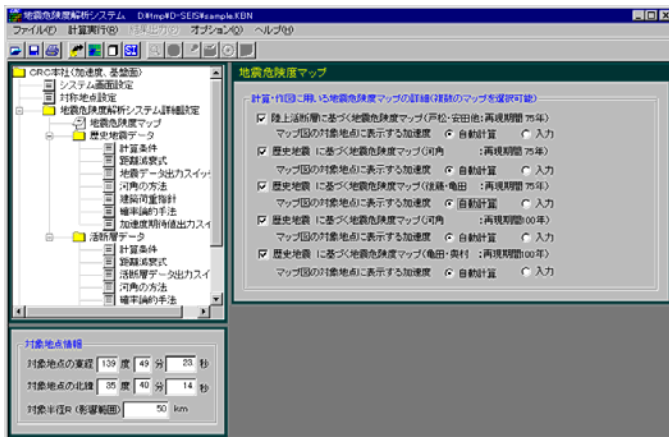 地震危険度解析システム D:¥tmp¥D-SEIS¥sample.KBN
ファイル(F) 計算実行(R) 結果出力(P) オプション(O) ヘルプ(H)
CRC本社(加速度、基盤面)
システム画面設定
対称地点設定
地震危険度解析システム詳細設定
地震危険度マップ
歴史地震データ
計算条件
距離減衰式
地震データ出力スイッ
河角の方法
建築荷重指針
確率論的手法
加速度期待値出力スイ
活断層データ
計算条件
距離減衰式
活断層データ出力スイ
河角の方法
確率論的手法
対象地点情報
対象地点の東経 139 度 49 分 23 秒
対象地点の北緯 35 度 40 分 14 秒
対象半径R(影響範囲) 50 km
地震危険度マップ
計算・作図に用いる地震危険度マップの詳細(複数のマップを選択可能)
陸上活断層に基づく地震危険度マップ(戸松・安田他:再現期間 75年)
マップ図の対象地点に表示する加速度 自動計算 入力
歴史地震 に基づく地震危険度マップ(河角 :再現期間 75年)
マップ図の対象地点に表示する加速度 自動計算 入力
歴史地震 に基づく地震危険度マップ(後藤・亀田 :再現期間 75年)
マップ図の対象地点に表示する加速度 自動計算 入力
歴史地震 に基づく地震危険度マップ(河角 :再現期間100年)
マップ図の対象地点に表示する加速度 自動計算 入力
歴史地震 に基づく地震危険度マップ(亀田・奥村 :再現期間100年)
マップ図の対象地点に表示する加速度 自動計算 入力